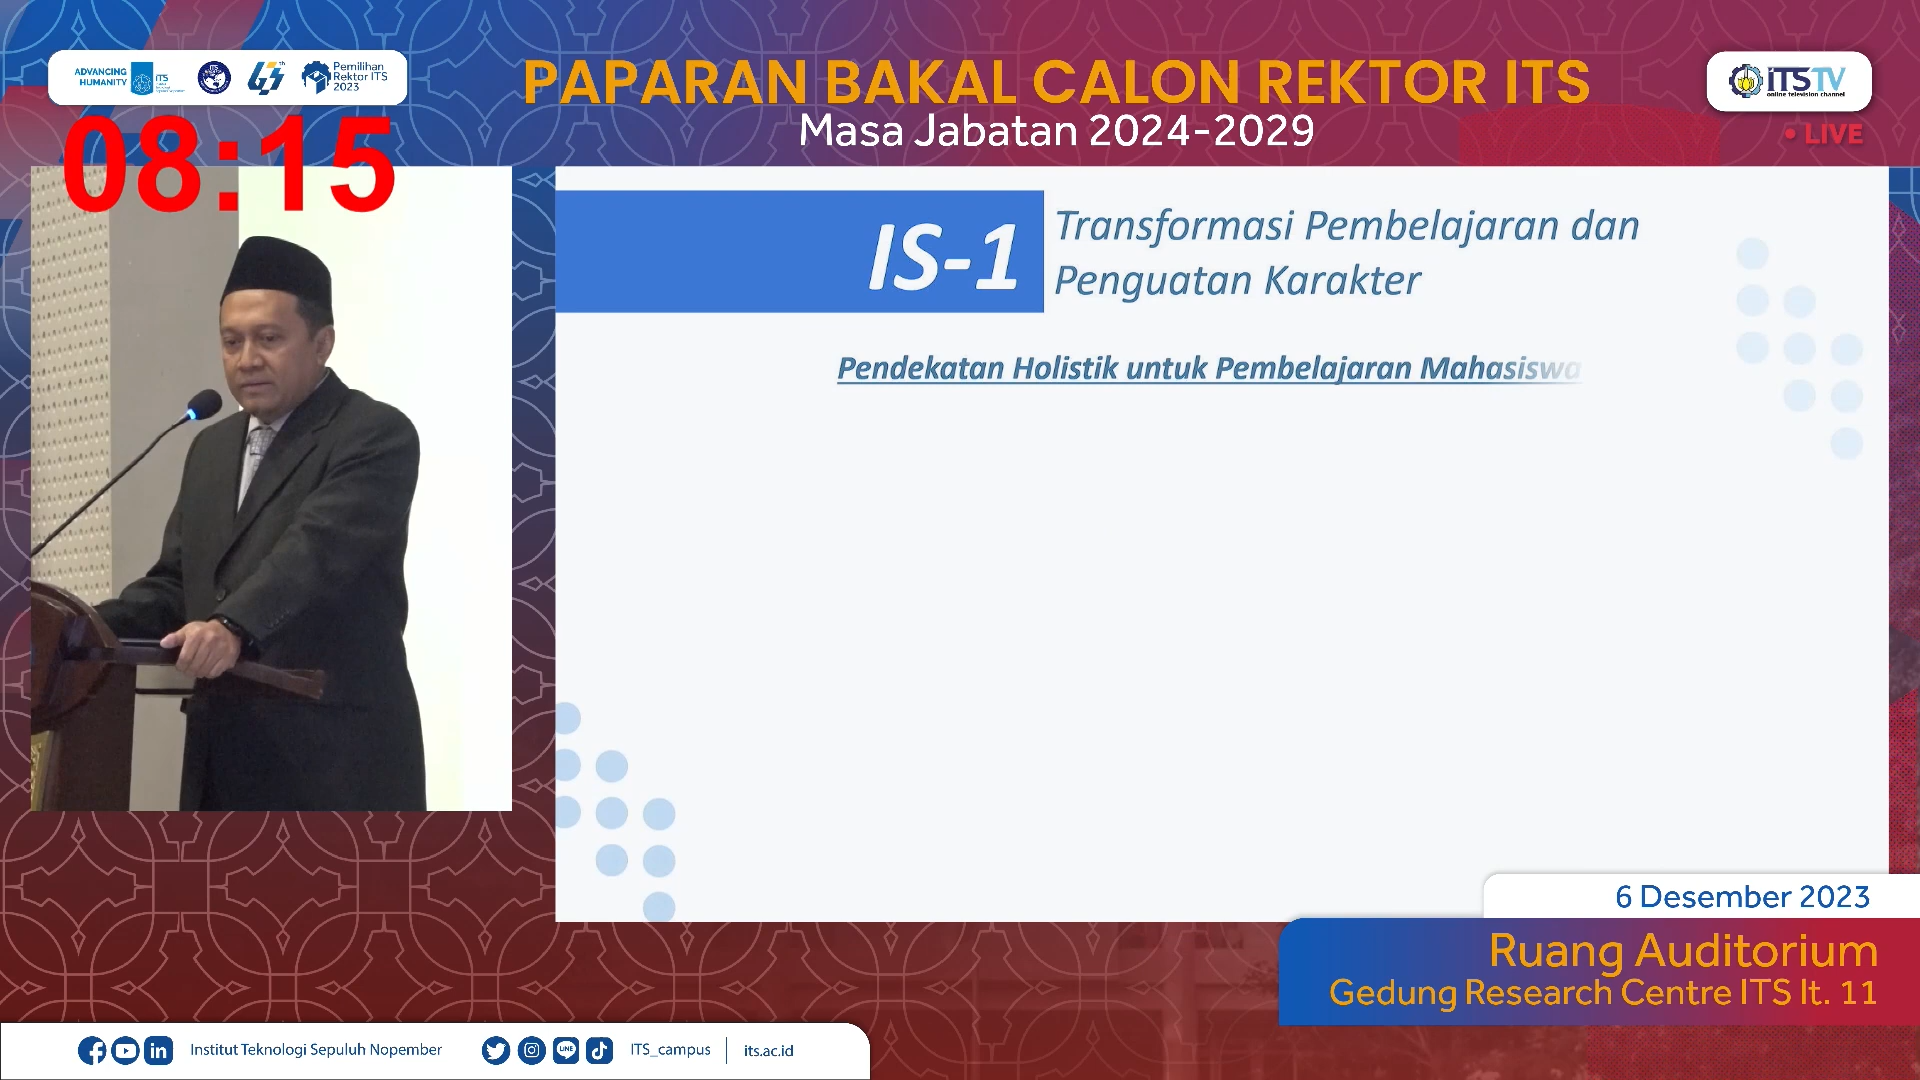 ADVANCING
HUMANITY
ITS
Pemilihan
Rektor ITS
2023
PAPARAN BAKAL CALON REKTOR ITS
Masa Jabatan 2024-2029
iTSTV
online television channel
• LIVE
08:15
IS-1
Transformasi Pembelajaran dan
Penguatan Karakter
Pendekatan Holistik untuk Pembelajaran Mahasiswa
6 Desember 2023
Ruang Auditorium
Gedung Research Centre ITS lt. 11
Institut Teknologi Sepuluh Nopember
LINE
ITS_campus
its.ac.id